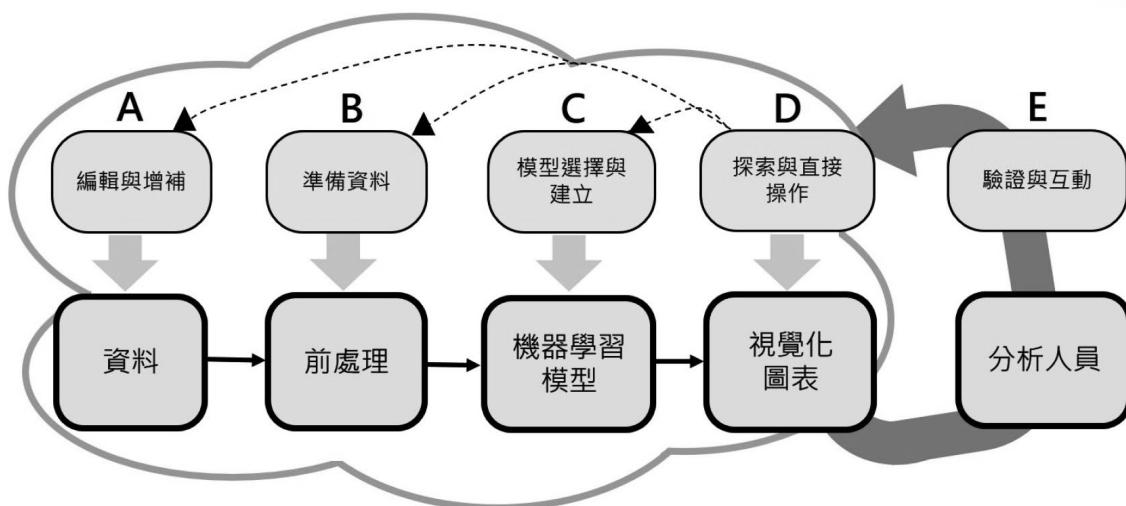 A
B
C
D
E
編輯與增補
準備資料
模型選擇與
建立
探索與直接
操作
驗證與互動
資料
前處理
機器學習
模型
視覺化
圖表
分析人員